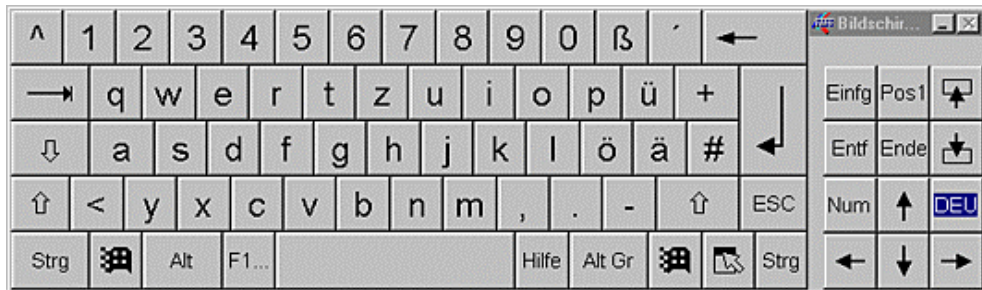 ^ 1 2 3 4 5 6 7 8 9 0 ß ´
Bildschir...
q w e r t z u i o p ü +
Einfg Pos1
a s d f g h j k l ö ä #
Entf Ende
< y x c v b n m , . - ESC
Num DEU
Strg Alt F1... Hilfe Alt Gr Strg